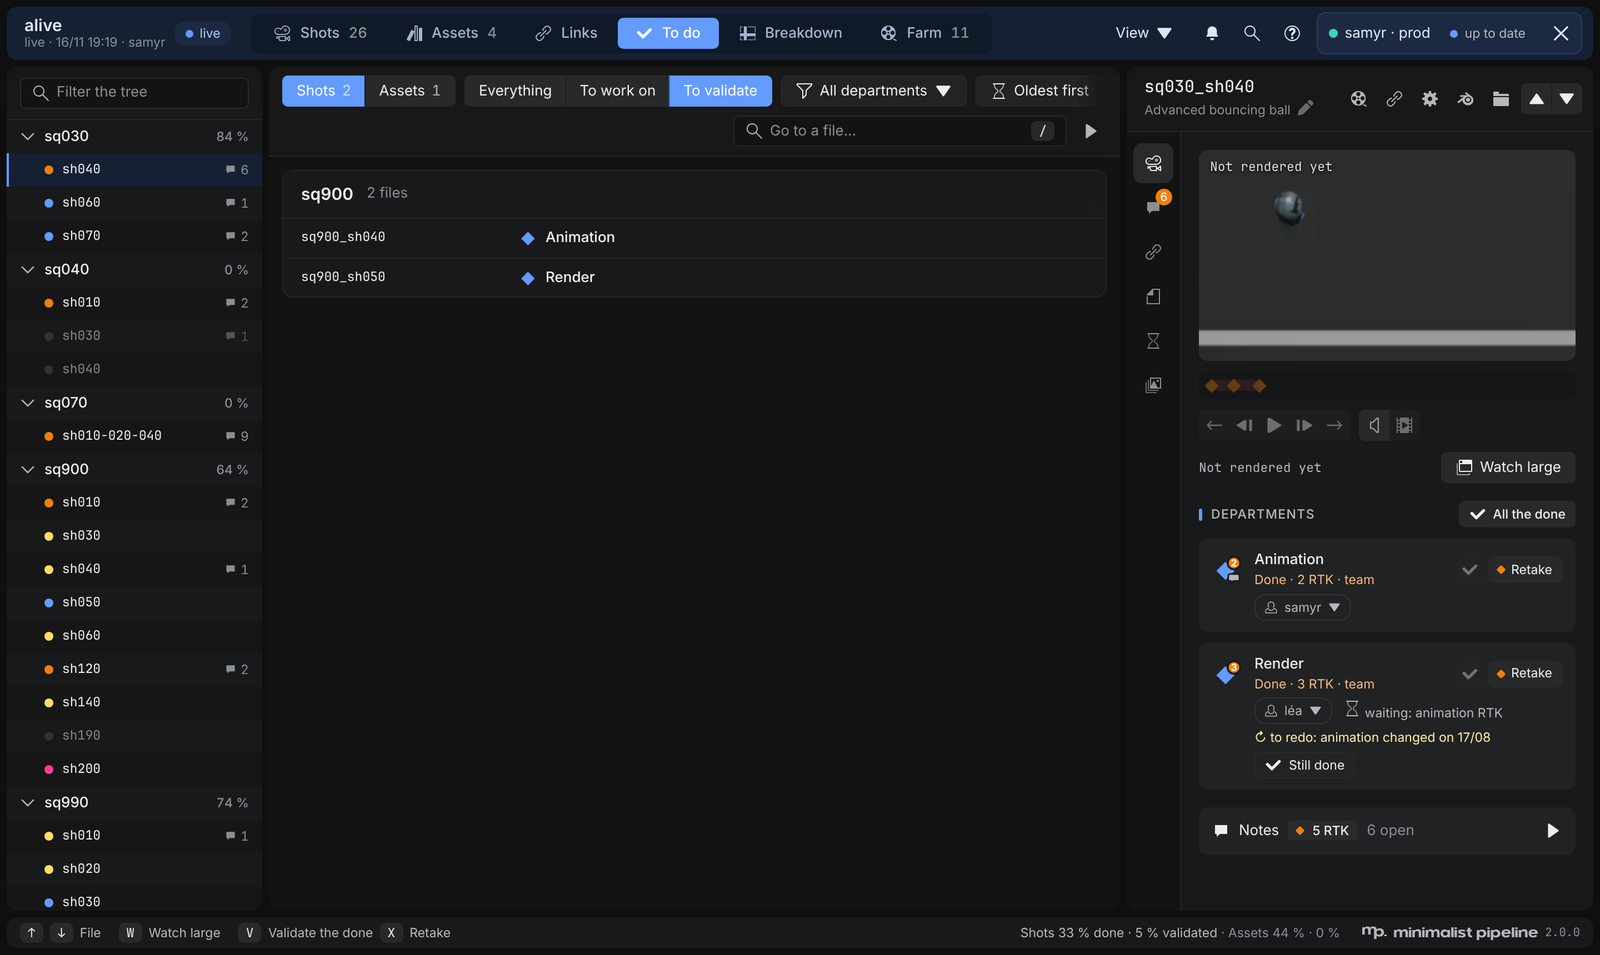 alive
live · 16/11 19:19 · samyr
live
Shots 26
Assets 4
Links
To do
Breakdown
Farm 11
View
samyr · prod
up to date
Filter the tree
sq030 84 %
sh040 6
sh060 1
sh070 2
sq040 0 %
sh010 2
sh030 1
sh040
sq070 0 %
sh010-020-040 9
sq900 64 %
sh010 2
sh030
sh040 1
sh050
sh060
sh120 2
sh140
sh190
sh200
sq990 74 %
sh010 1
sh020
sh030
Shots 2
Assets 1
Everything
To work on
To validate
All departments
Oldest first
Go to a file... /
sq900 2 files
sq900_sh040 Animation
sq900_sh050 Render
sq030_sh040
Advanced bouncing ball
6
Not rendered yet
Not rendered yet
Watch large
DEPARTMENTS
All the done
2
Animation
Done · 2 RTK · team
Retake
samyr
3
Render
Done · 3 RTK · team
Retake
léa
waiting: animation RTK
to redo: animation changed on 17/08
Still done
Notes 5 RTK 6 open
↑ ↓ File W Watch large V Validate the done X Retake
Shots 33 % done · 5 % validated · Assets 44 % · 0 %
mp. minimalist pipeline 2.0.0